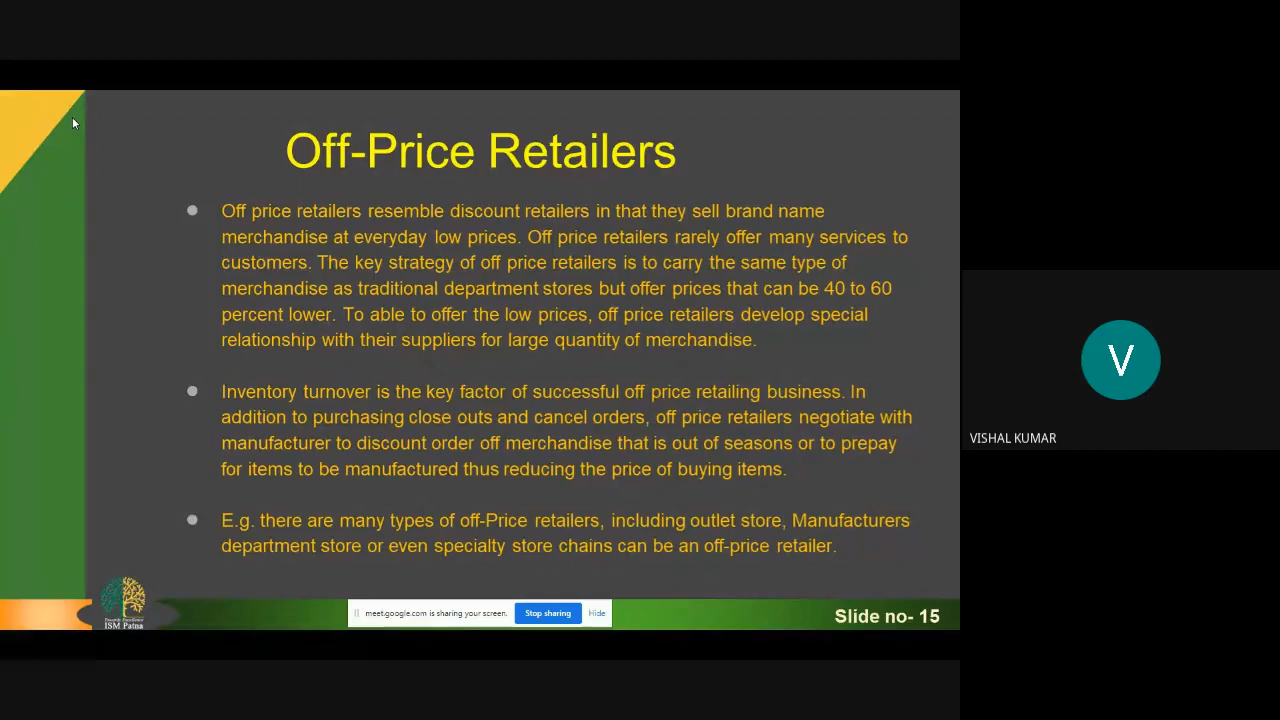 Off-Price Retailers
Off price retailers resemble discount retailers in that they sell brand name
merchandise at everyday low prices. Off price retailers rarely offer many services to
customers. The key strategy of off price retailers is to carry the same type of
merchandise as traditional department stores but offer prices that can be 40 to 60
percent lower. To able to offer the low prices, off price retailers develop special
relationship with their suppliers for large quantity of merchandise.
Inventory turnover is the key factor of successful off price retailing business. In
addition to purchasing close outs and cancel orders, off price retailers negotiate with
manufacturer to discount order off merchandise that is out of seasons or to prepay
for items to be manufactured thus reducing the price of buying items.
E.g. there are many types of off-Price retailers, including outlet store, Manufacturers
department store or even specialty store chains can be an off-price retailer.
Towards Excellence
ISM Patna
meet.google.com is sharing your screen.
Stop sharing
Hide
Slide no- 15
V
VISHAL KUMAR